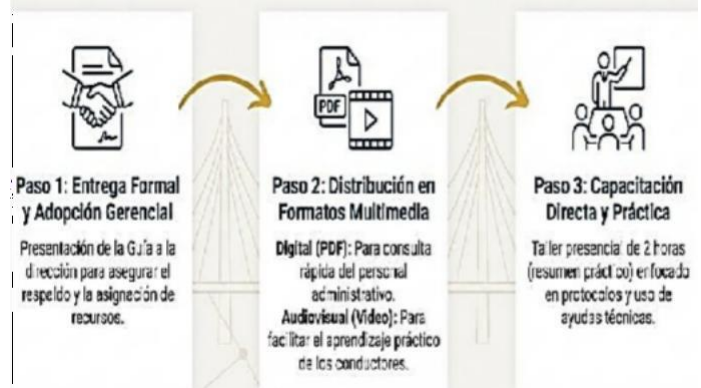 PDF
Paso 1: Entrega Formal
y Adopción Gerencial
Presentación de la Guía a la
dirección para asegurar el
respaldo y la asignación de
recursos.
Paso 2: Distribución en
Formatos Multimedia
Digital (PDF): Para consulta
rápida del personal
administrativo.
Audiovisual (Video): Para
facilitar el aprendizaje práctico
de los conductores.
Paso 3: Capacitación
Directa y Práctica
Taller presencial de 2 horas
(resumen práctico) enfocado
en protocolos y uso de
ayudas técnicas.